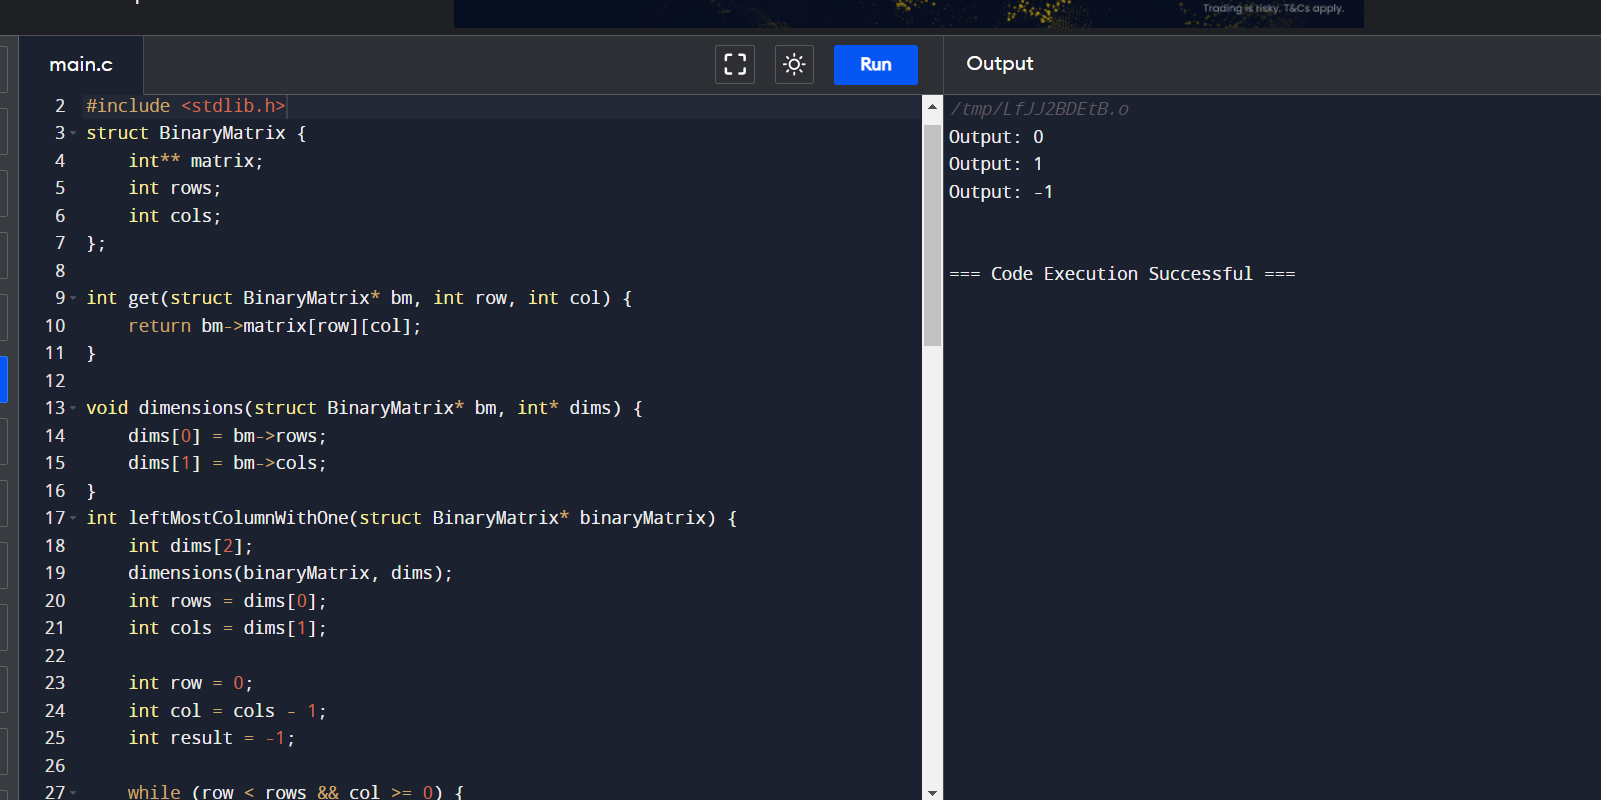 Trading is risky. T&Cs apply.
main.c
Run
Output
2 #include <stdlib.h>
3 struct BinaryMatrix {
4     int** matrix;
5     int rows;
6     int cols;
7 };
8
9 int get(struct BinaryMatrix* bm, int row, int col) {
10     return bm->matrix[row][col];
11 }
12
13 void dimensions(struct BinaryMatrix* bm, int* dims) {
14     dims[0] = bm->rows;
15     dims[1] = bm->cols;
16 }
17 int leftMostColumnWithOne(struct BinaryMatrix* binaryMatrix) {
18     int dims[2];
19     dimensions(binaryMatrix, dims);
20     int rows = dims[0];
21     int cols = dims[1];
22
23     int row = 0;
24     int col = cols - 1;
25     int result = -1;
26
27     while (row < rows && col >= 0) {
/tmp/LfJJ2BDEtB.o
Output: 0
Output: 1
Output: -1
=== Code Execution Successful ===